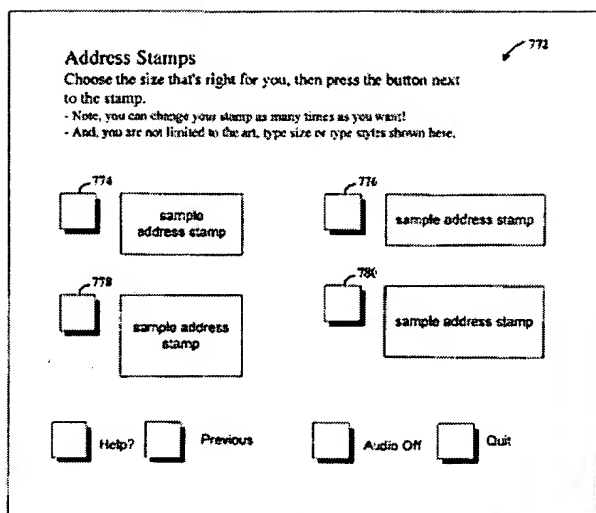 Address Stamps
772
Choose the size that's right for you, then press the button next
to the stamp.
- Note, you can change your stamp as many times as you want!
- And, you are not limited to the art, type size or type styles shown here.
774
sample
address stamp
776
sample address stamp
778
sample address
stamp
780
sample address stamp
Help?
Previous
Audio Off
Quit